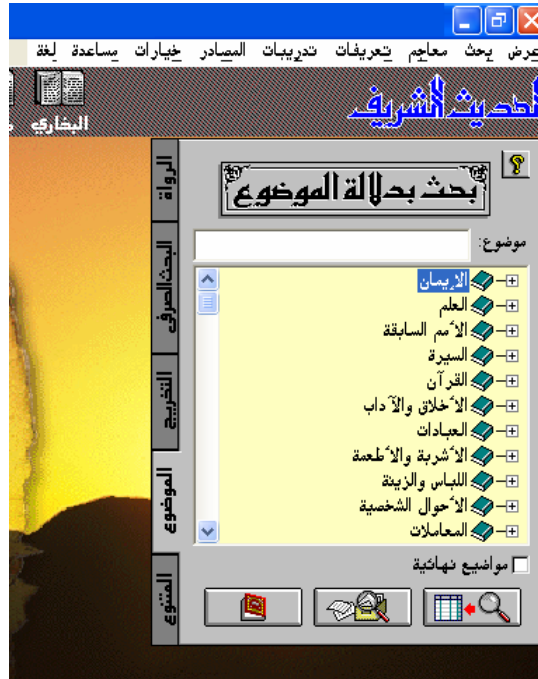 عرض بحث معاجم تعريفات تدريبات المصادر خيارات مساعدة لغة
الحديث الشريف
البخاري
بحث بدلالة الموضوع
موضوع:
الإيمان
العلم
الأمم السابقة
السيرة
القرآن
الأخلاق والآداب
العبادات
الأشربة والأطعمة
اللباس والزينة
الأحوال الشخصية
المعاملات
مواضيع نهائية
الرواة
البحث الصرفى
التخريج
الموضوع
المتنوع